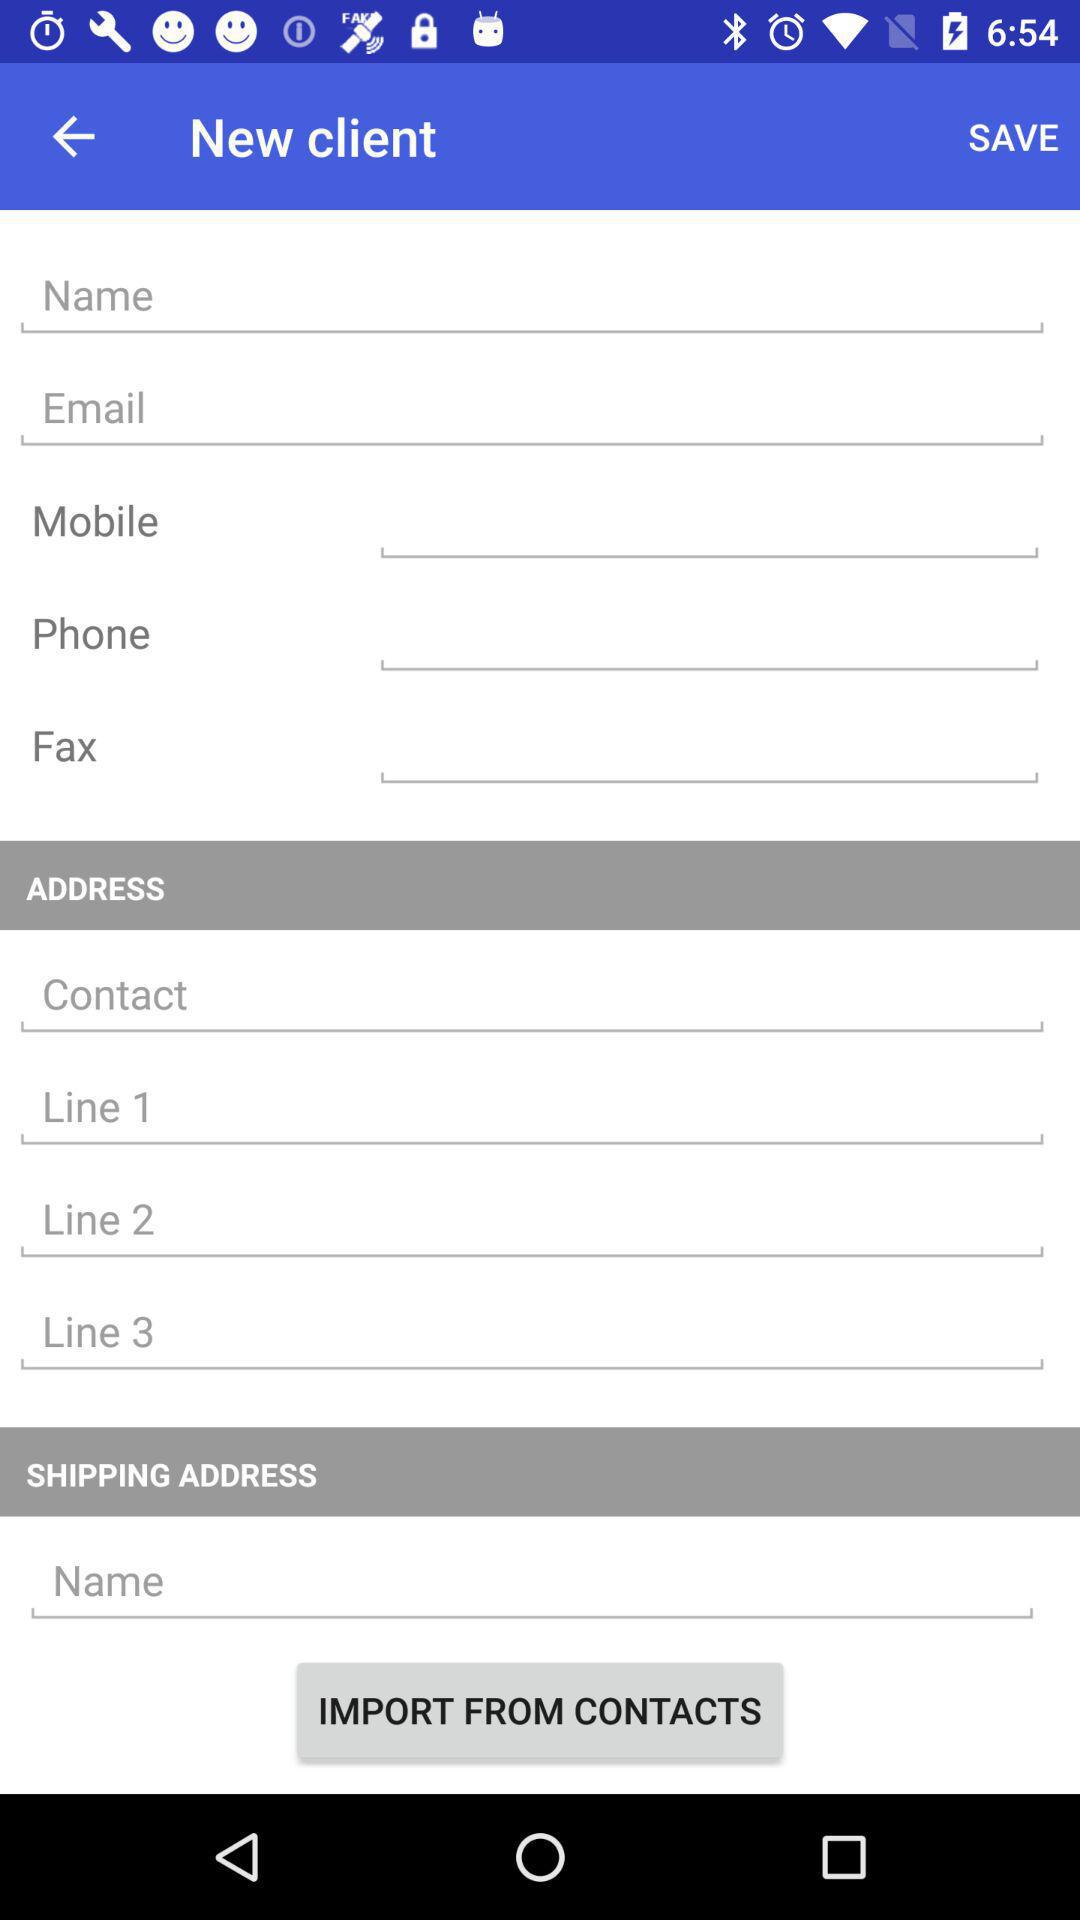 FAKE
6:54
New client
SAVE
Name
Email
Mobile
Phone
Fax
ADDRESS
Contact
Line 1
Line 2
Line 3
SHIPPING ADDRESS
Name
IMPORT FROM CONTACTS